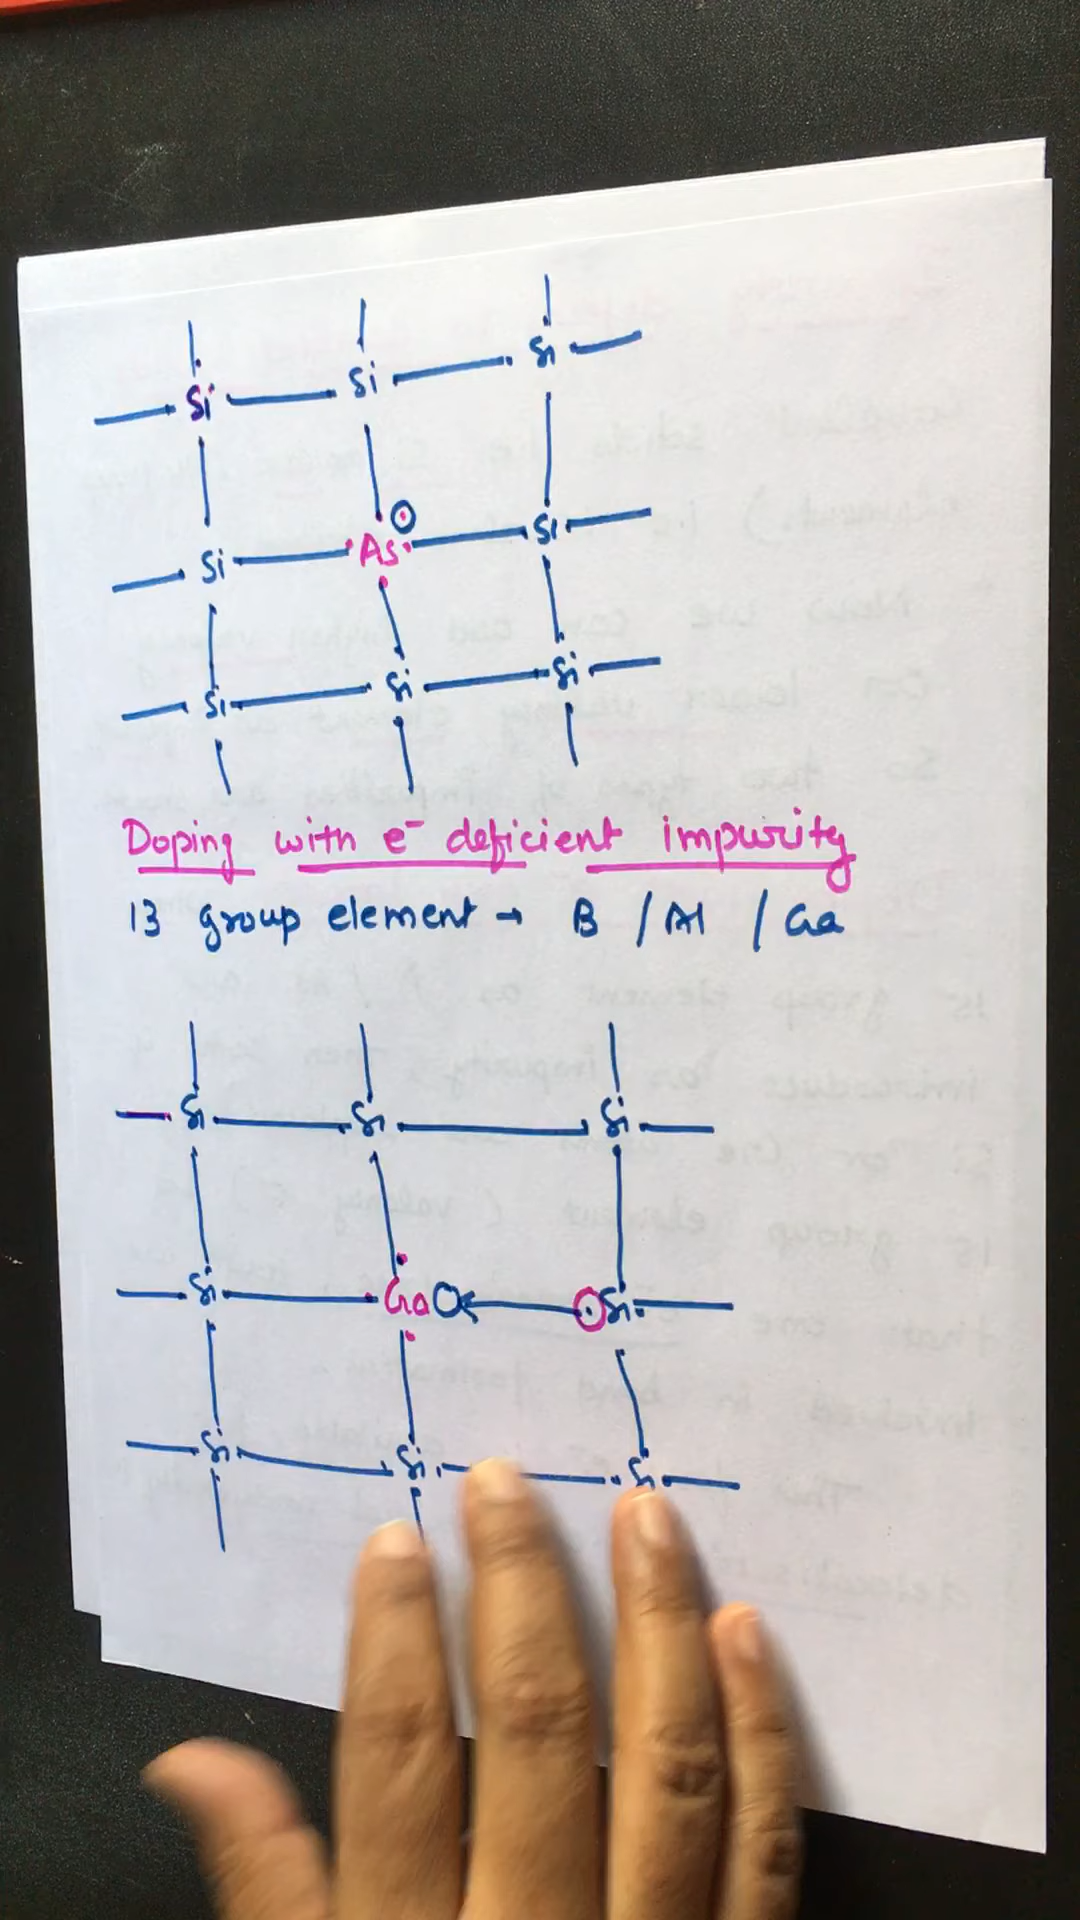 Si Si Si
Si As Si
Si Si Si
Doping with e⁻ deficient impurity
13 group element → B / Al / Ga
Si Si Si
Si Ga Si
Si Si Si